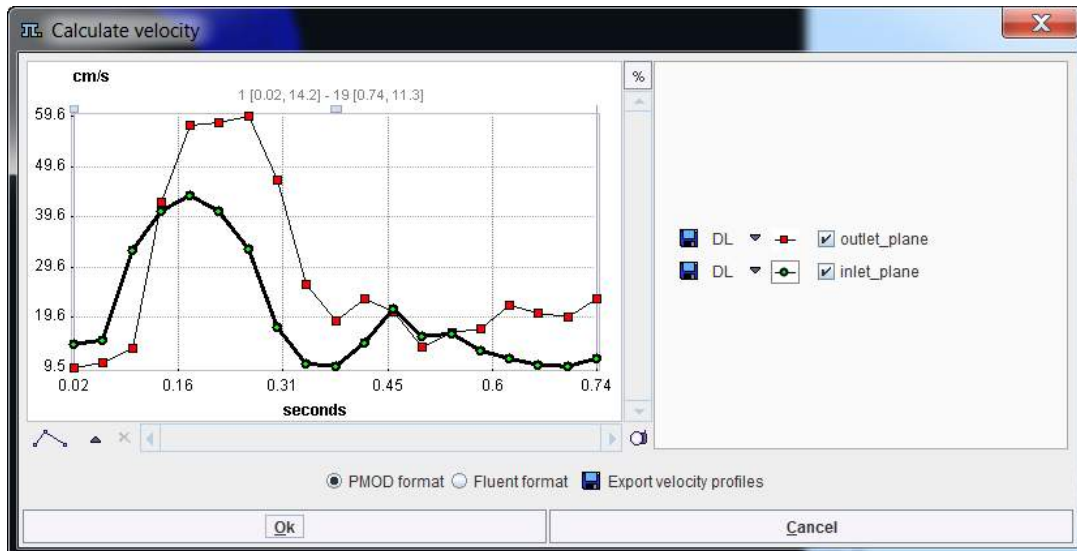 Calculate velocity
X
cm/s
%
1 [0.02, 14.2] - 19 [0.74, 11.3]
59.6
49.6
39.6
29.6
19.6
9.5
0.02 0.16 0.31 0.45 0.6 0.74
seconds
DL outlet_plane
DL inlet_plane
PMOD format Fluent format Export velocity profiles
Ok Cancel